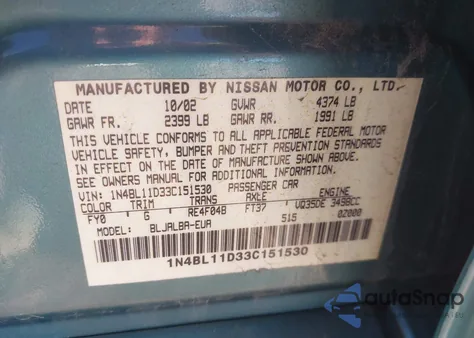 MANUFACTURED BY NISSAN MOTOR CO., LTD.
DATE 10/02 GVWR 4374 LB
GAWR FR. 2399 LB GAWR RR. 1991 LB
THIS VEHICLE CONFORMS TO ALL APPLICABLE FEDERAL MOTOR
VEHICLE SAFETY, BUMPER AND THEFT PREVENTION STANDARDS
IN EFFECT ON THE DATE OF MANUFACTURE SHOWN ABOVE.
SEE OWNERS MANUAL FOR ADDITIONAL INFORMATION
1N4BL11D33C151530 PASSENGER CAR
COLOR TRIM TRANS AXLE ENGINE
FY0 G RE4F04B FT37 VQ35DE 3498CC
MODEL: BLJALBA-EUA 515 02000
1N4BL11D33C151530
autoSnap